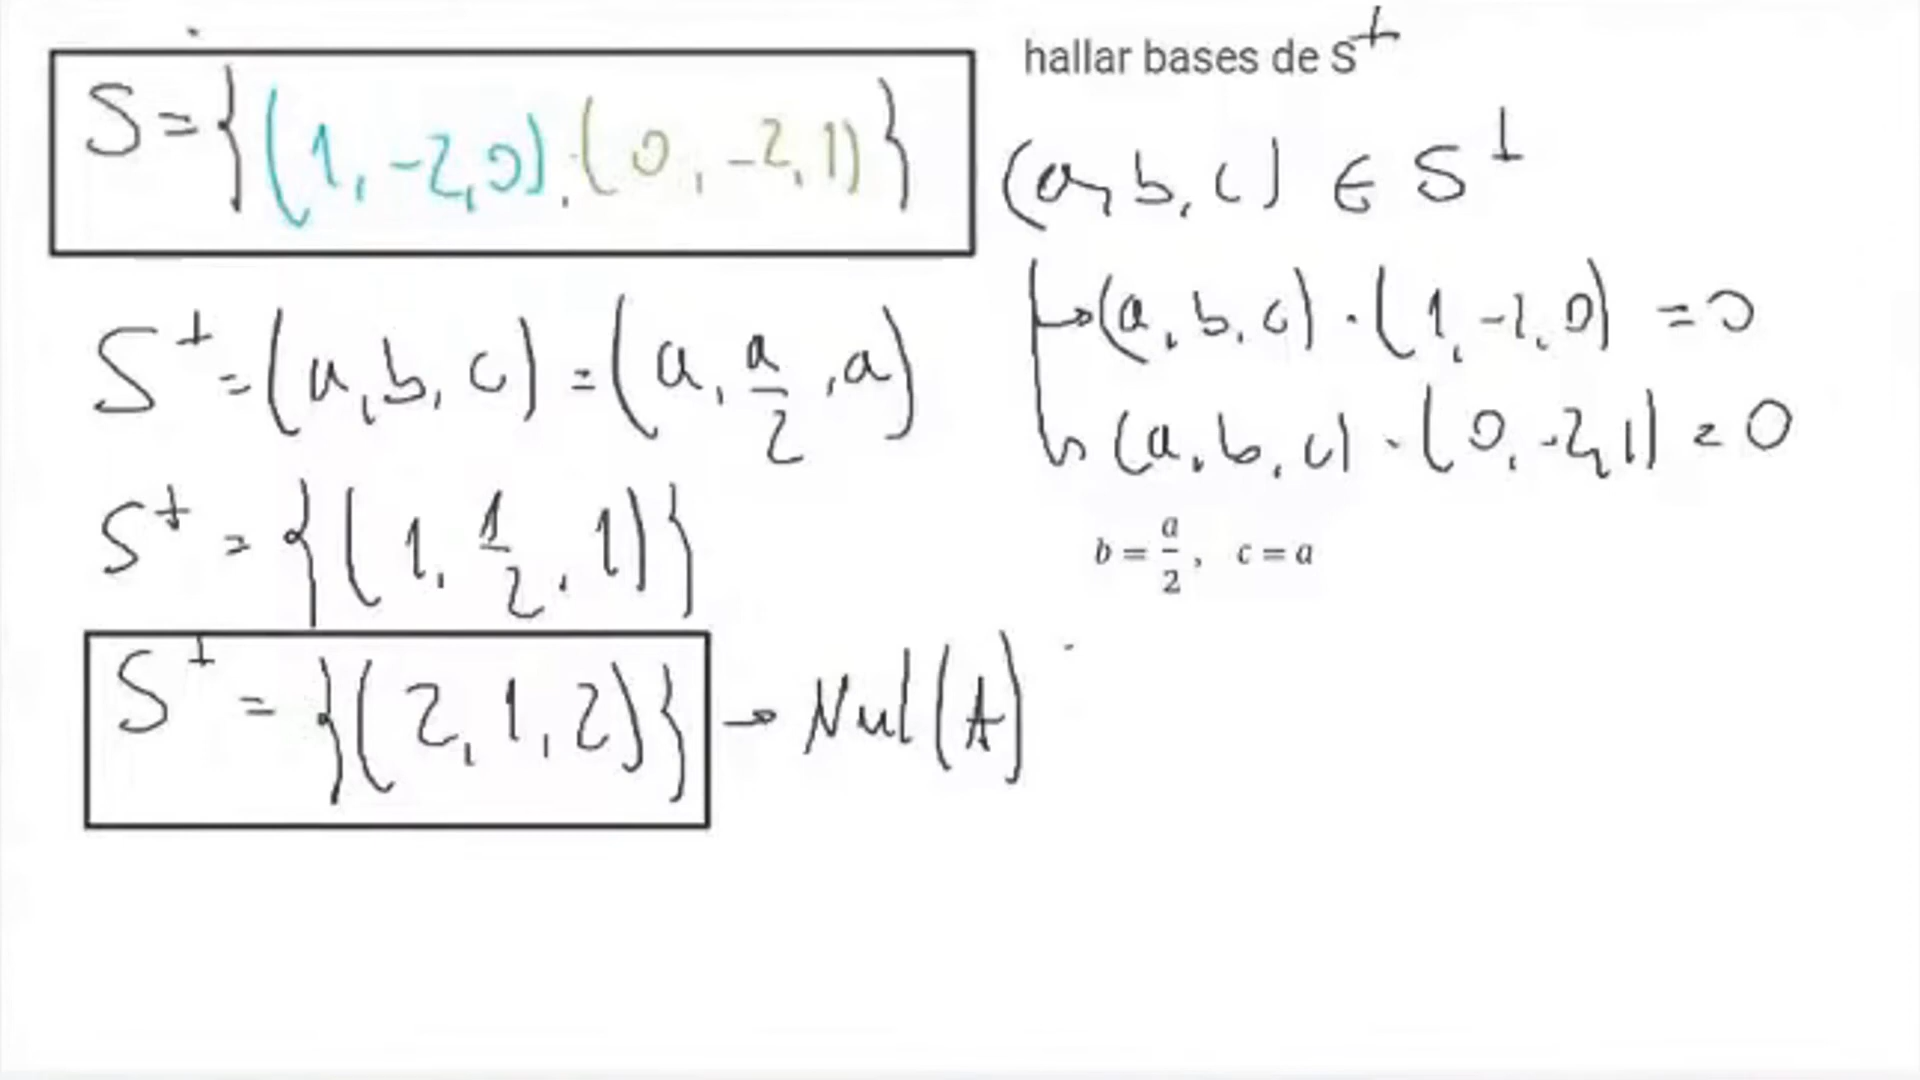 S = {(1, -2, 0), (0, -2, 1)}
S⊥ = (a, b, c) = (a, a/2, a)
S⊥ = {(1, 1/2, 1)}
S⊥ = {(2, 1, 2)} → Nul(A)
hallar bases de S⊥
(a, b, c) ∈ S⊥
→ (a, b, c) · (1, -2, 0) = 0
↳ (a, b, c) · (0, -2, 1) = 0
b = a/2, c = a